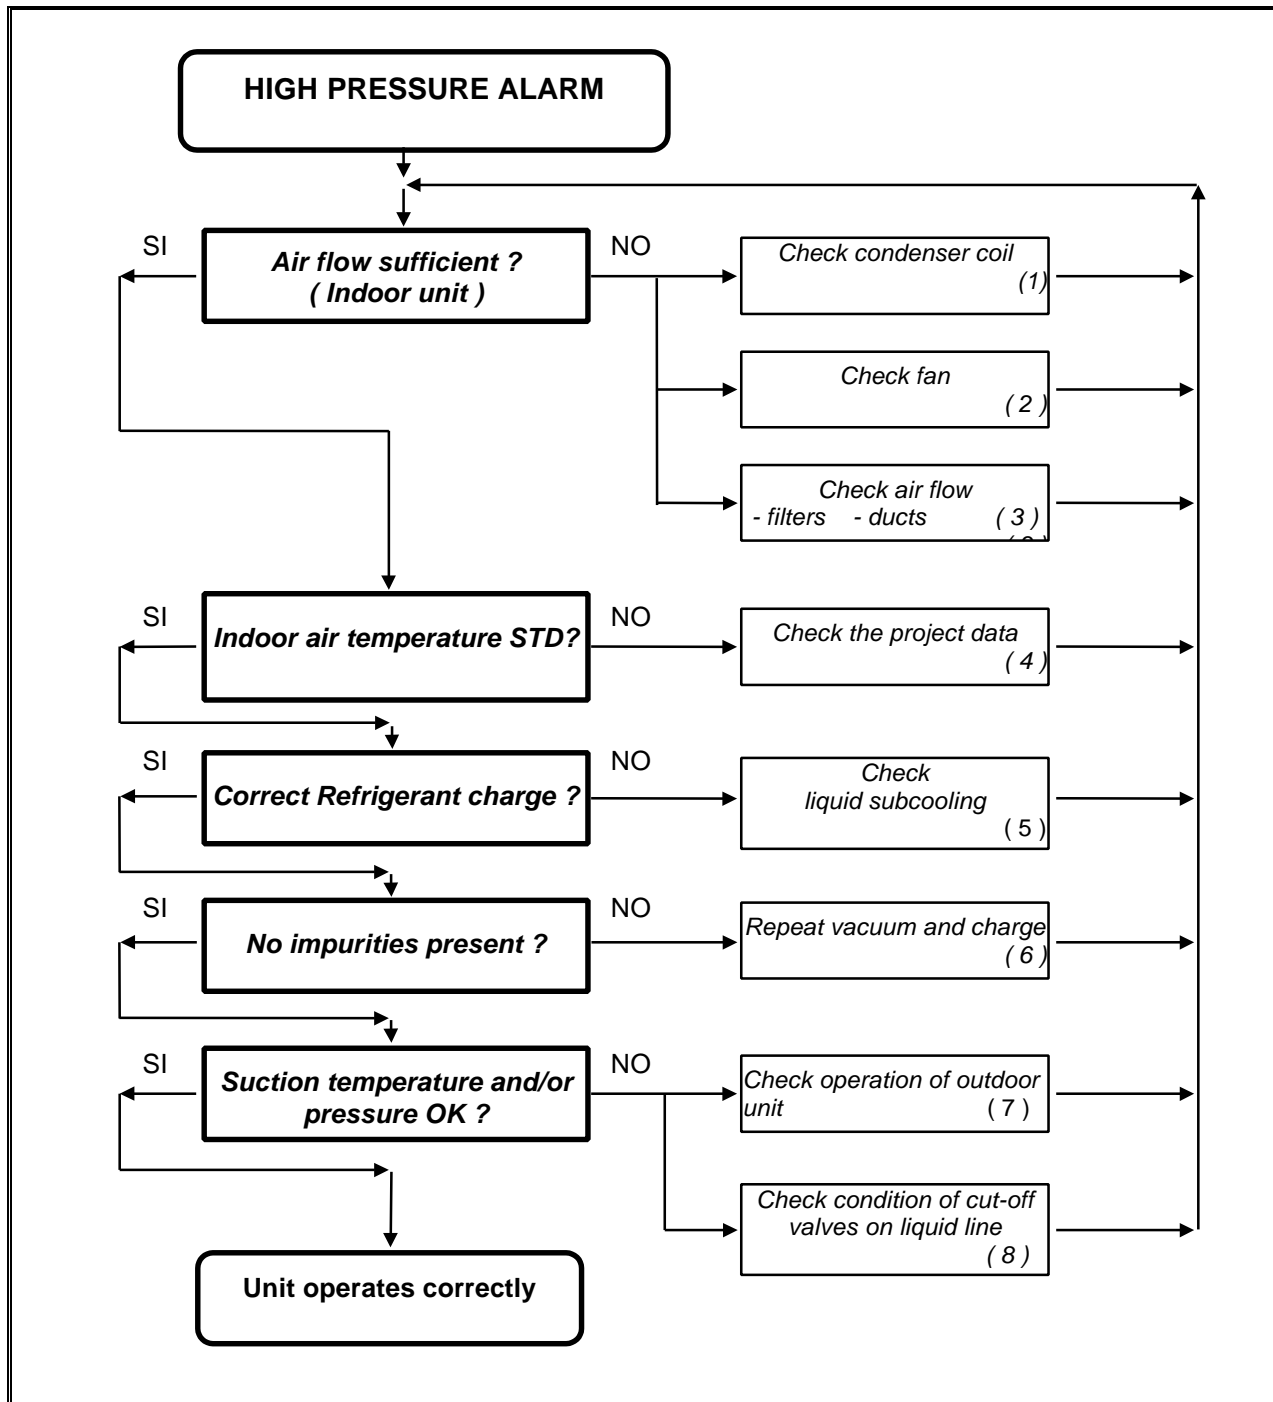 HIGH PRESSURE ALARM
SI
Air flow sufficient ?
( Indoor unit )
NO
Check condenser coil
(1)
Check fan
( 2 )
Check air flow
- filters - ducts ( 3 )
SI
Indoor air temperature STD?
NO
Check the project data
( 4 )
SI
Correct Refrigerant charge ?
NO
Check
liquid subcooling
( 5 )
SI
No impurities present ?
NO
Repeat vacuum and charge
( 6 )
SI
Suction temperature and/or
pressure OK ?
NO
Check operation of outdoor
unit ( 7 )
Check condition of cut-off
valves on liquid line
( 8 )
Unit operates correctly